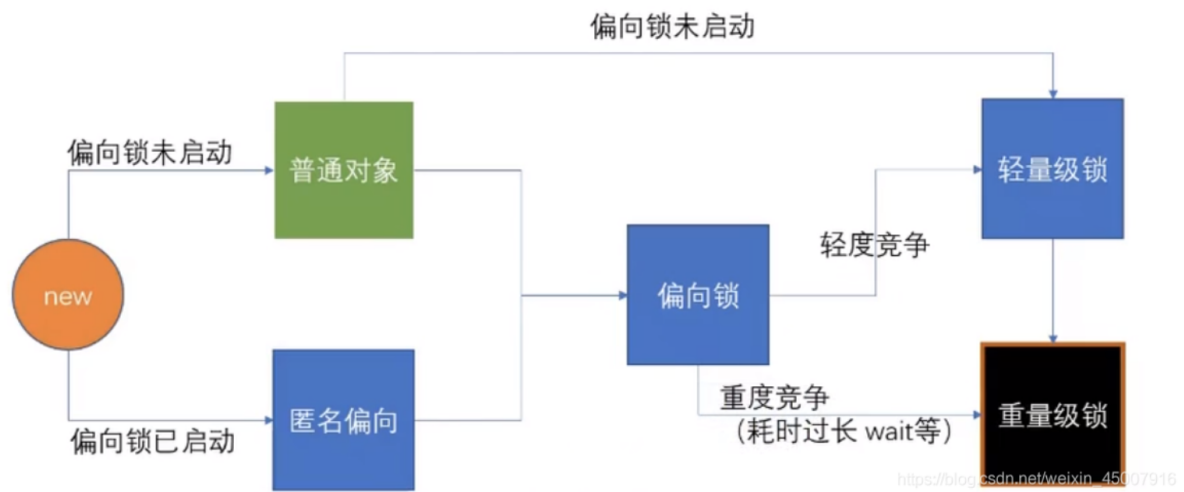 偏向锁未启动
偏向锁未启动
普通对象
轻量级锁
轻度竞争
new
偏向锁
匿名偏向
偏向锁已启动
重度竞争
（耗时过长 wait等）
重量级锁
https://blog.csdn.net/weixin_45007916